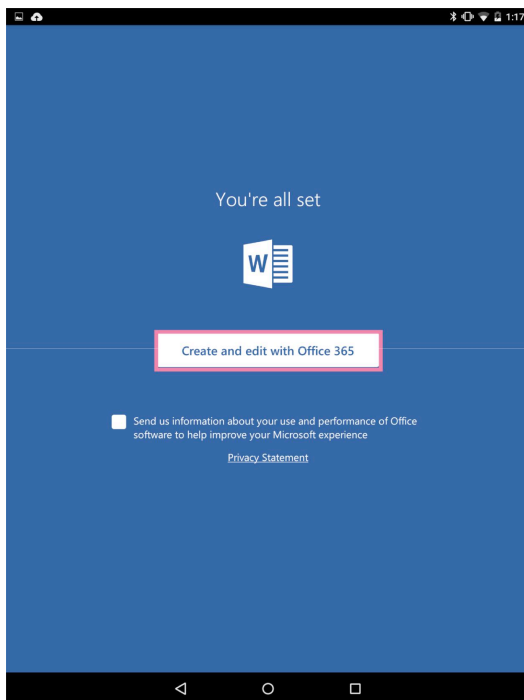 1:17
You're all set
W
Create and edit with Office 365
Send us information about your use and performance of Office
software to help improve your Microsoft experience
Privacy Statement